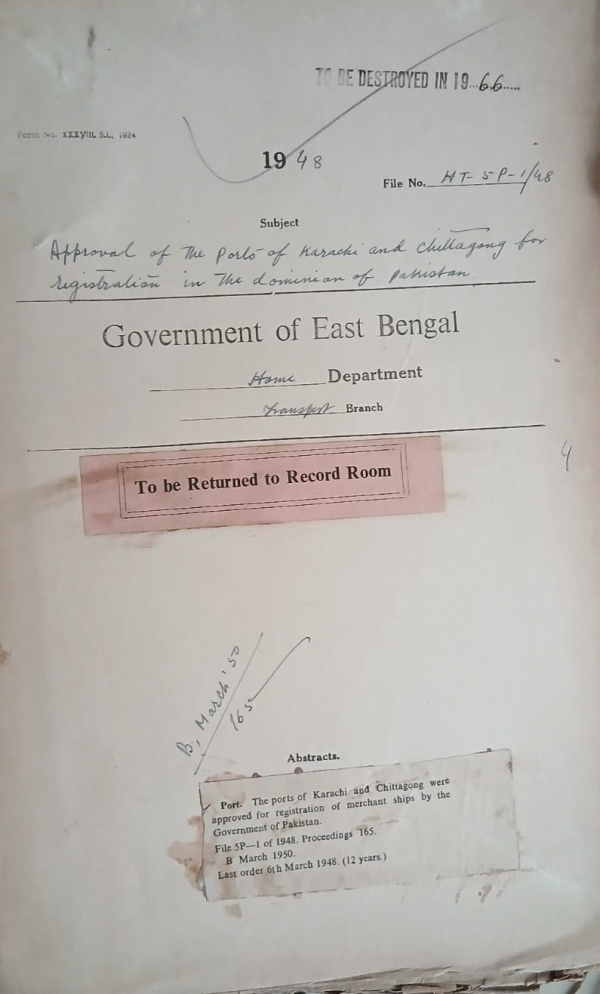 TO BE DESTROYED IN 1966
Form No. XXXVIII. S.L. 1924
1948
File No. HT-5P-1/48
Subject
Approval of the Ports of Karachi and Chittagong for
registration in the dominion of Pakistan.
Government of East Bengal
Home Department
Transport Branch
4
To be Returned to Record Room
B, March '50
165
Abstracts.
Port. The ports of Karachi and Chittagong were
approved for registration of merchant ships by the
Government of Pakistan.
File 5P—1 of 1948. Proceedings 165.
B March 1950.
Last order 6th March 1948. (12 years.)